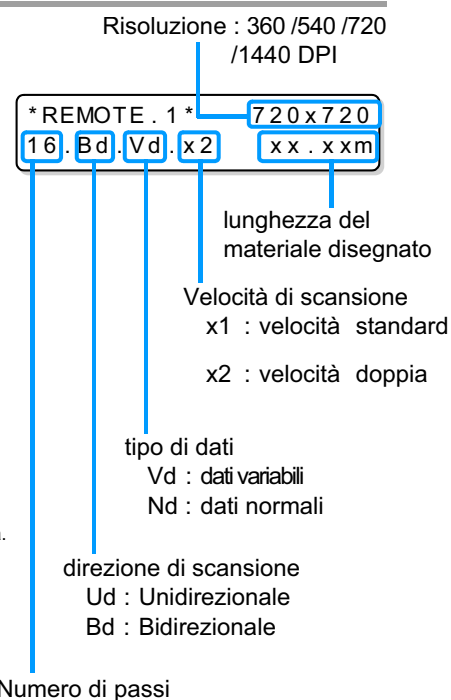 Risoluzione : 360 /540 /720
/1440 DPI
*REMOTE.1* 720x720
16.Bd.Vd.x2 xx.xxm
lunghezza del
materiale disegnato
Velocità di scansione
x1 : velocità standard
x2 : velocità doppia
tipo di dati
Vd : dati variabili
Nd : dati normali
a.
direzione di scansione
Ud : Unidirezionale
Bd : Bidirezionale
Numero di passi